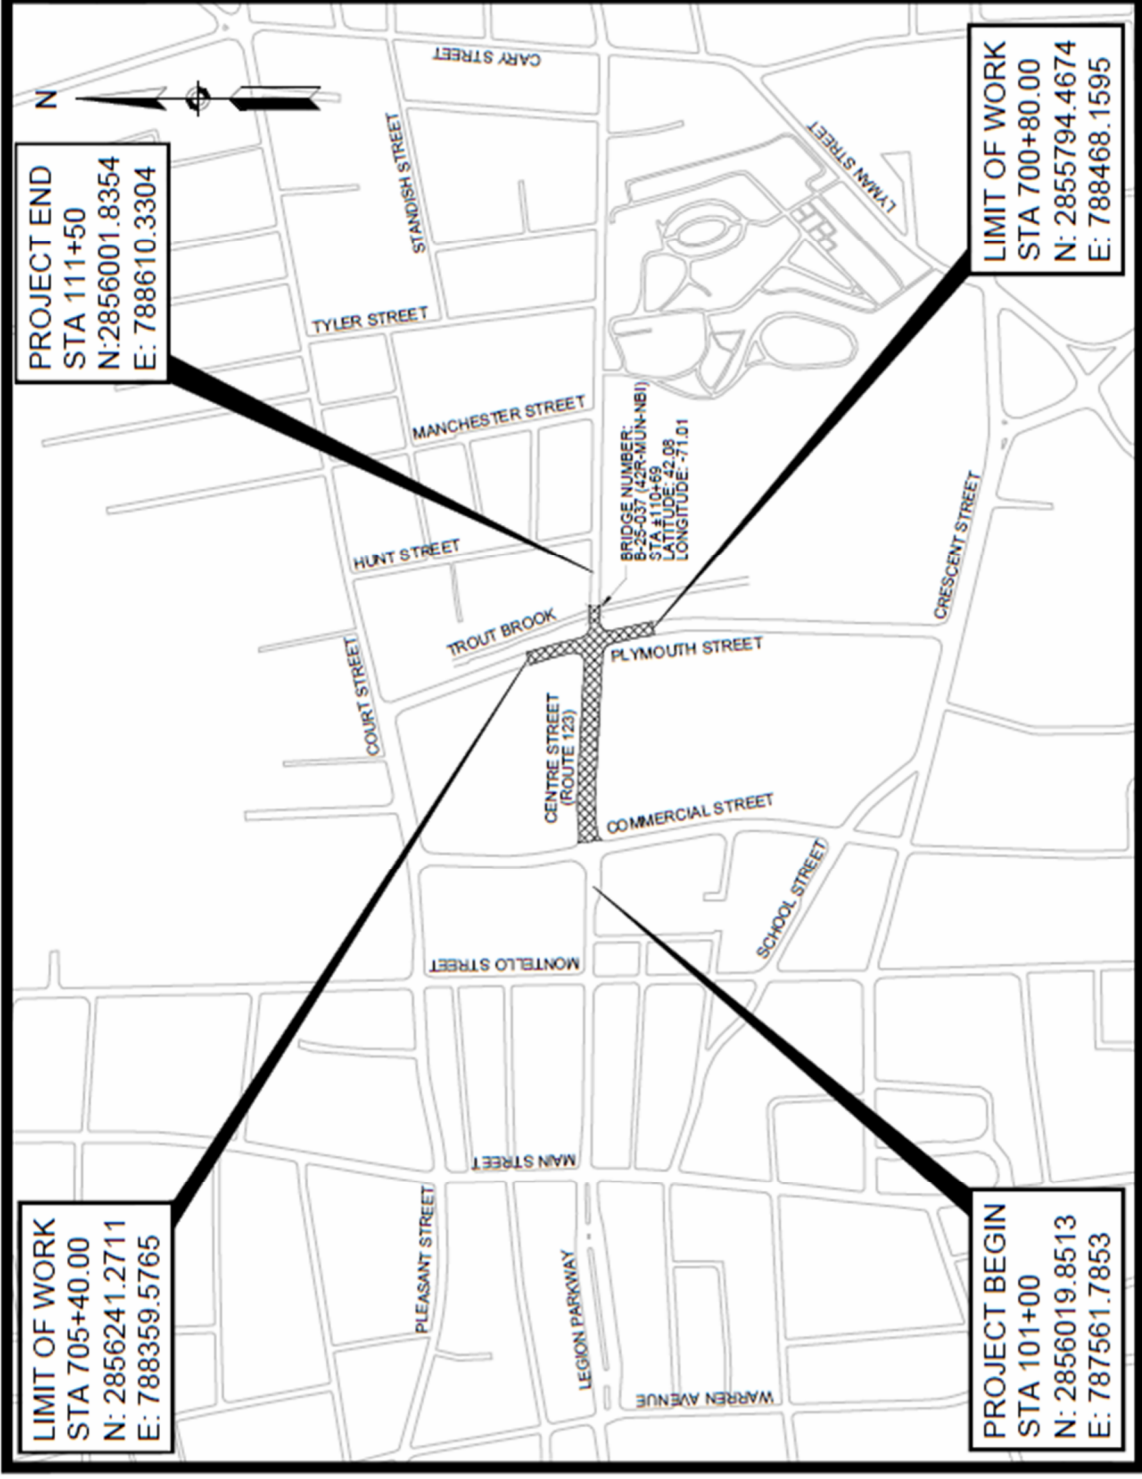 LIMIT OF WORK
STA 705+40.00
N: 2856241.2711
E: 788359.5765
PROJECT END
STA 111+50
N:2856001.8354
E: 788610.3304
N
PLEASANT STREET
MAIN STREET
MONTELLO STREET
COURT STREET
HUNT STREET
TYLER STREET
STANDISH STREET
CARY STREET
MANCHESTER STREET
TROUT BROOK
CENTRE STREET
(ROUTE 123)
LEGION PARKWAY
BRIDGE NUMBER:
B-25-037 (42R-MUN-NBI)
STA ±110+69
LATITUDE: 42.08
LONGITUDE: -71.01
PLYMOUTH STREET
COMMERCIAL STREET
SCHOOL STREET
WARREN AVENUE
CRESCENT STREET
LYMAN STREET
PROJECT BEGIN
STA 101+00
N: 2856019.8513
E: 787561.7853
LIMIT OF WORK
STA 700+80.00
N: 2855794.4674
E: 788468.1595